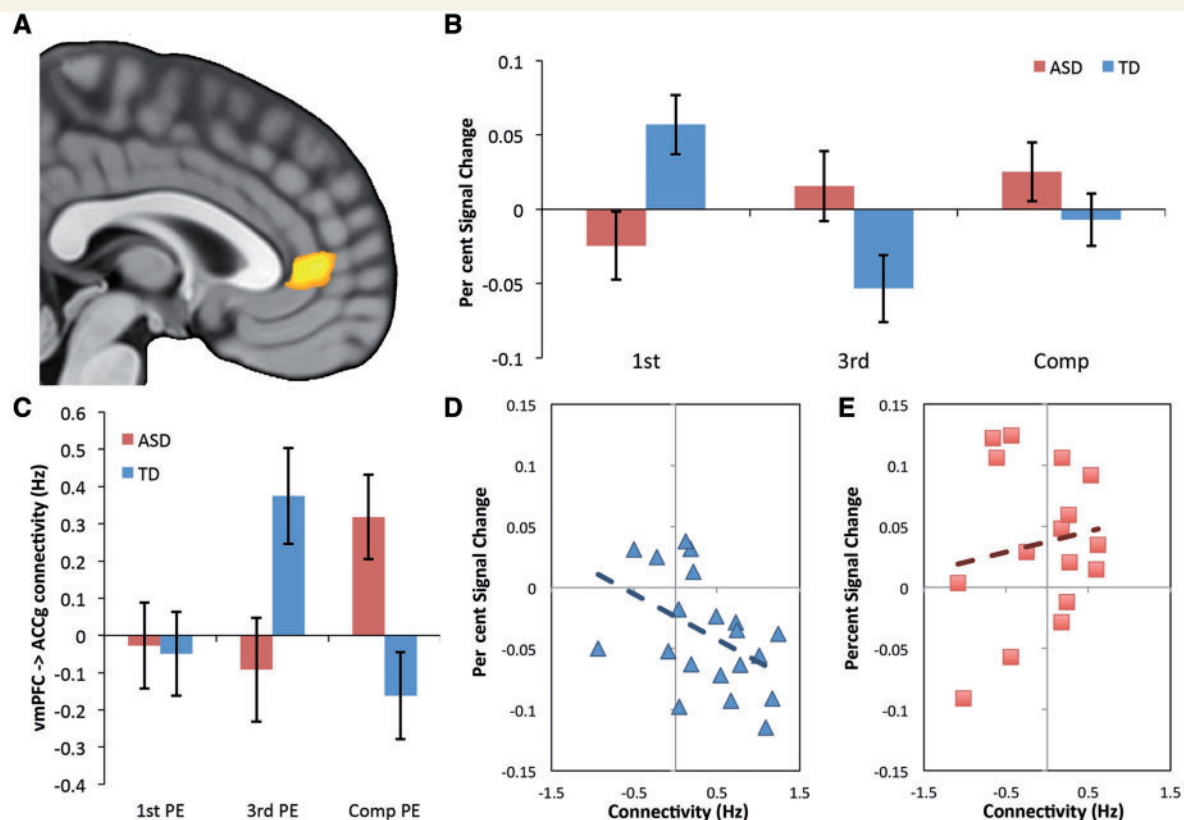 A
B
0.1
0.05
0
-0.05
-0.1
Per cent Signal Change
ASD
TD
1st
3rd
Comp
C
0.6
0.5
0.4
0.3
0.2
0.1
0
-0.1
-0.2
-0.3
-0.4
vmPFC -> ACCg connectivity (Hz)
ASD
TD
1st PE
3rd PE
Comp PE
D
0.15
0.1
0.05
0
-0.05
-0.1
-0.15
Per cent Signal Change
-1.5
-0.5
0.5
1.5
Connectivity (Hz)
E
0.15
0.1
0.05
0
-0.05
-0.1
-0.15
Percent Signal Change
-1.5
-0.5
0.5
1.5
Connectivity (Hz)